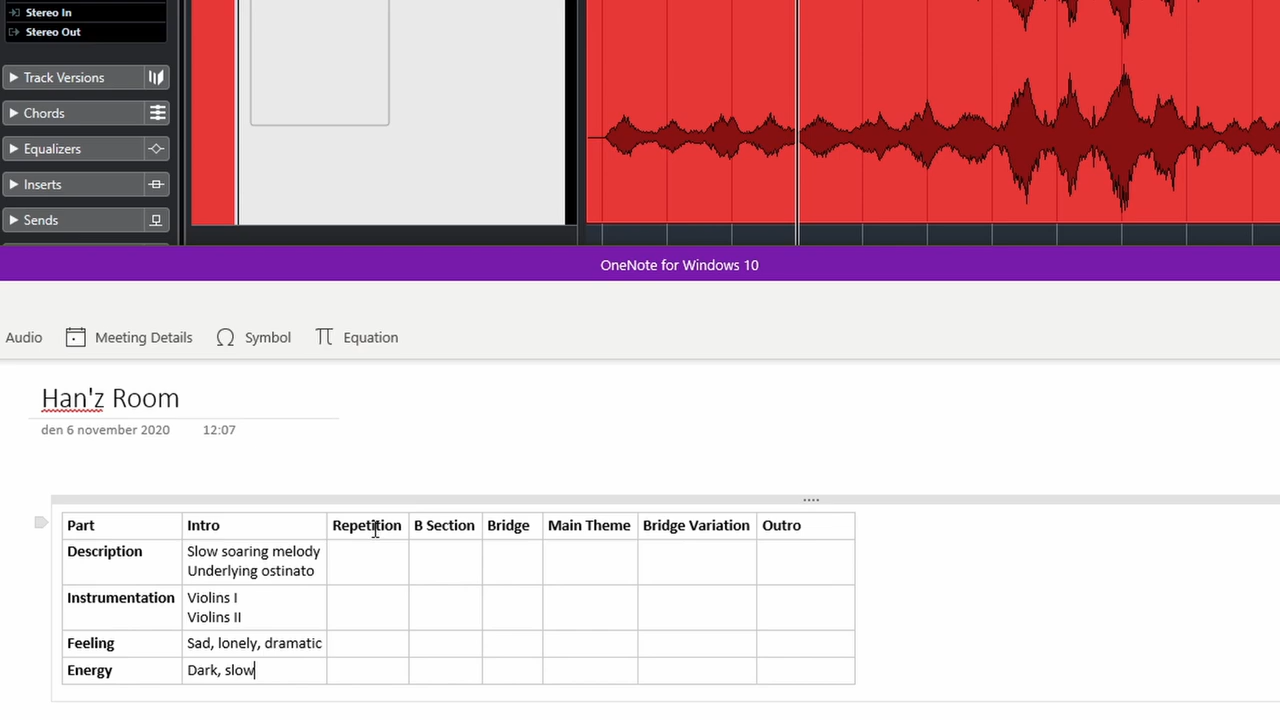 Stereo In
Stereo Out
Track Versions
Chords
Equalizers
Inserts
Sends
OneNote for Windows 10
Audio Meeting Details Symbol Equation
Han'z Room
den 6 november 2020 12:07
Part Intro Repetition B Section Bridge Main Theme Bridge Variation Outro
Description Slow soaring melody
Underlying ostinato
Instrumentation Violins I
Violins II
Feeling Sad, lonely, dramatic
Energy Dark, slow